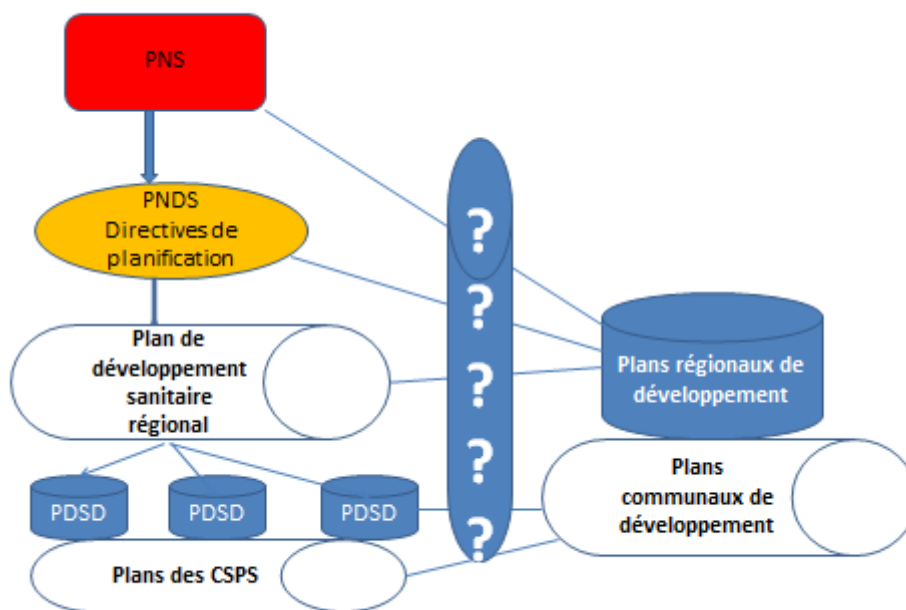 PNS
PNDS
Directives de
planification
Plan de
développement
sanitaire
régional
PDSD
PDSD
PDSD
Plans des CSPS
?
?
?
?
?
Plans régionaux de
développement
Plans
communaux de
développement